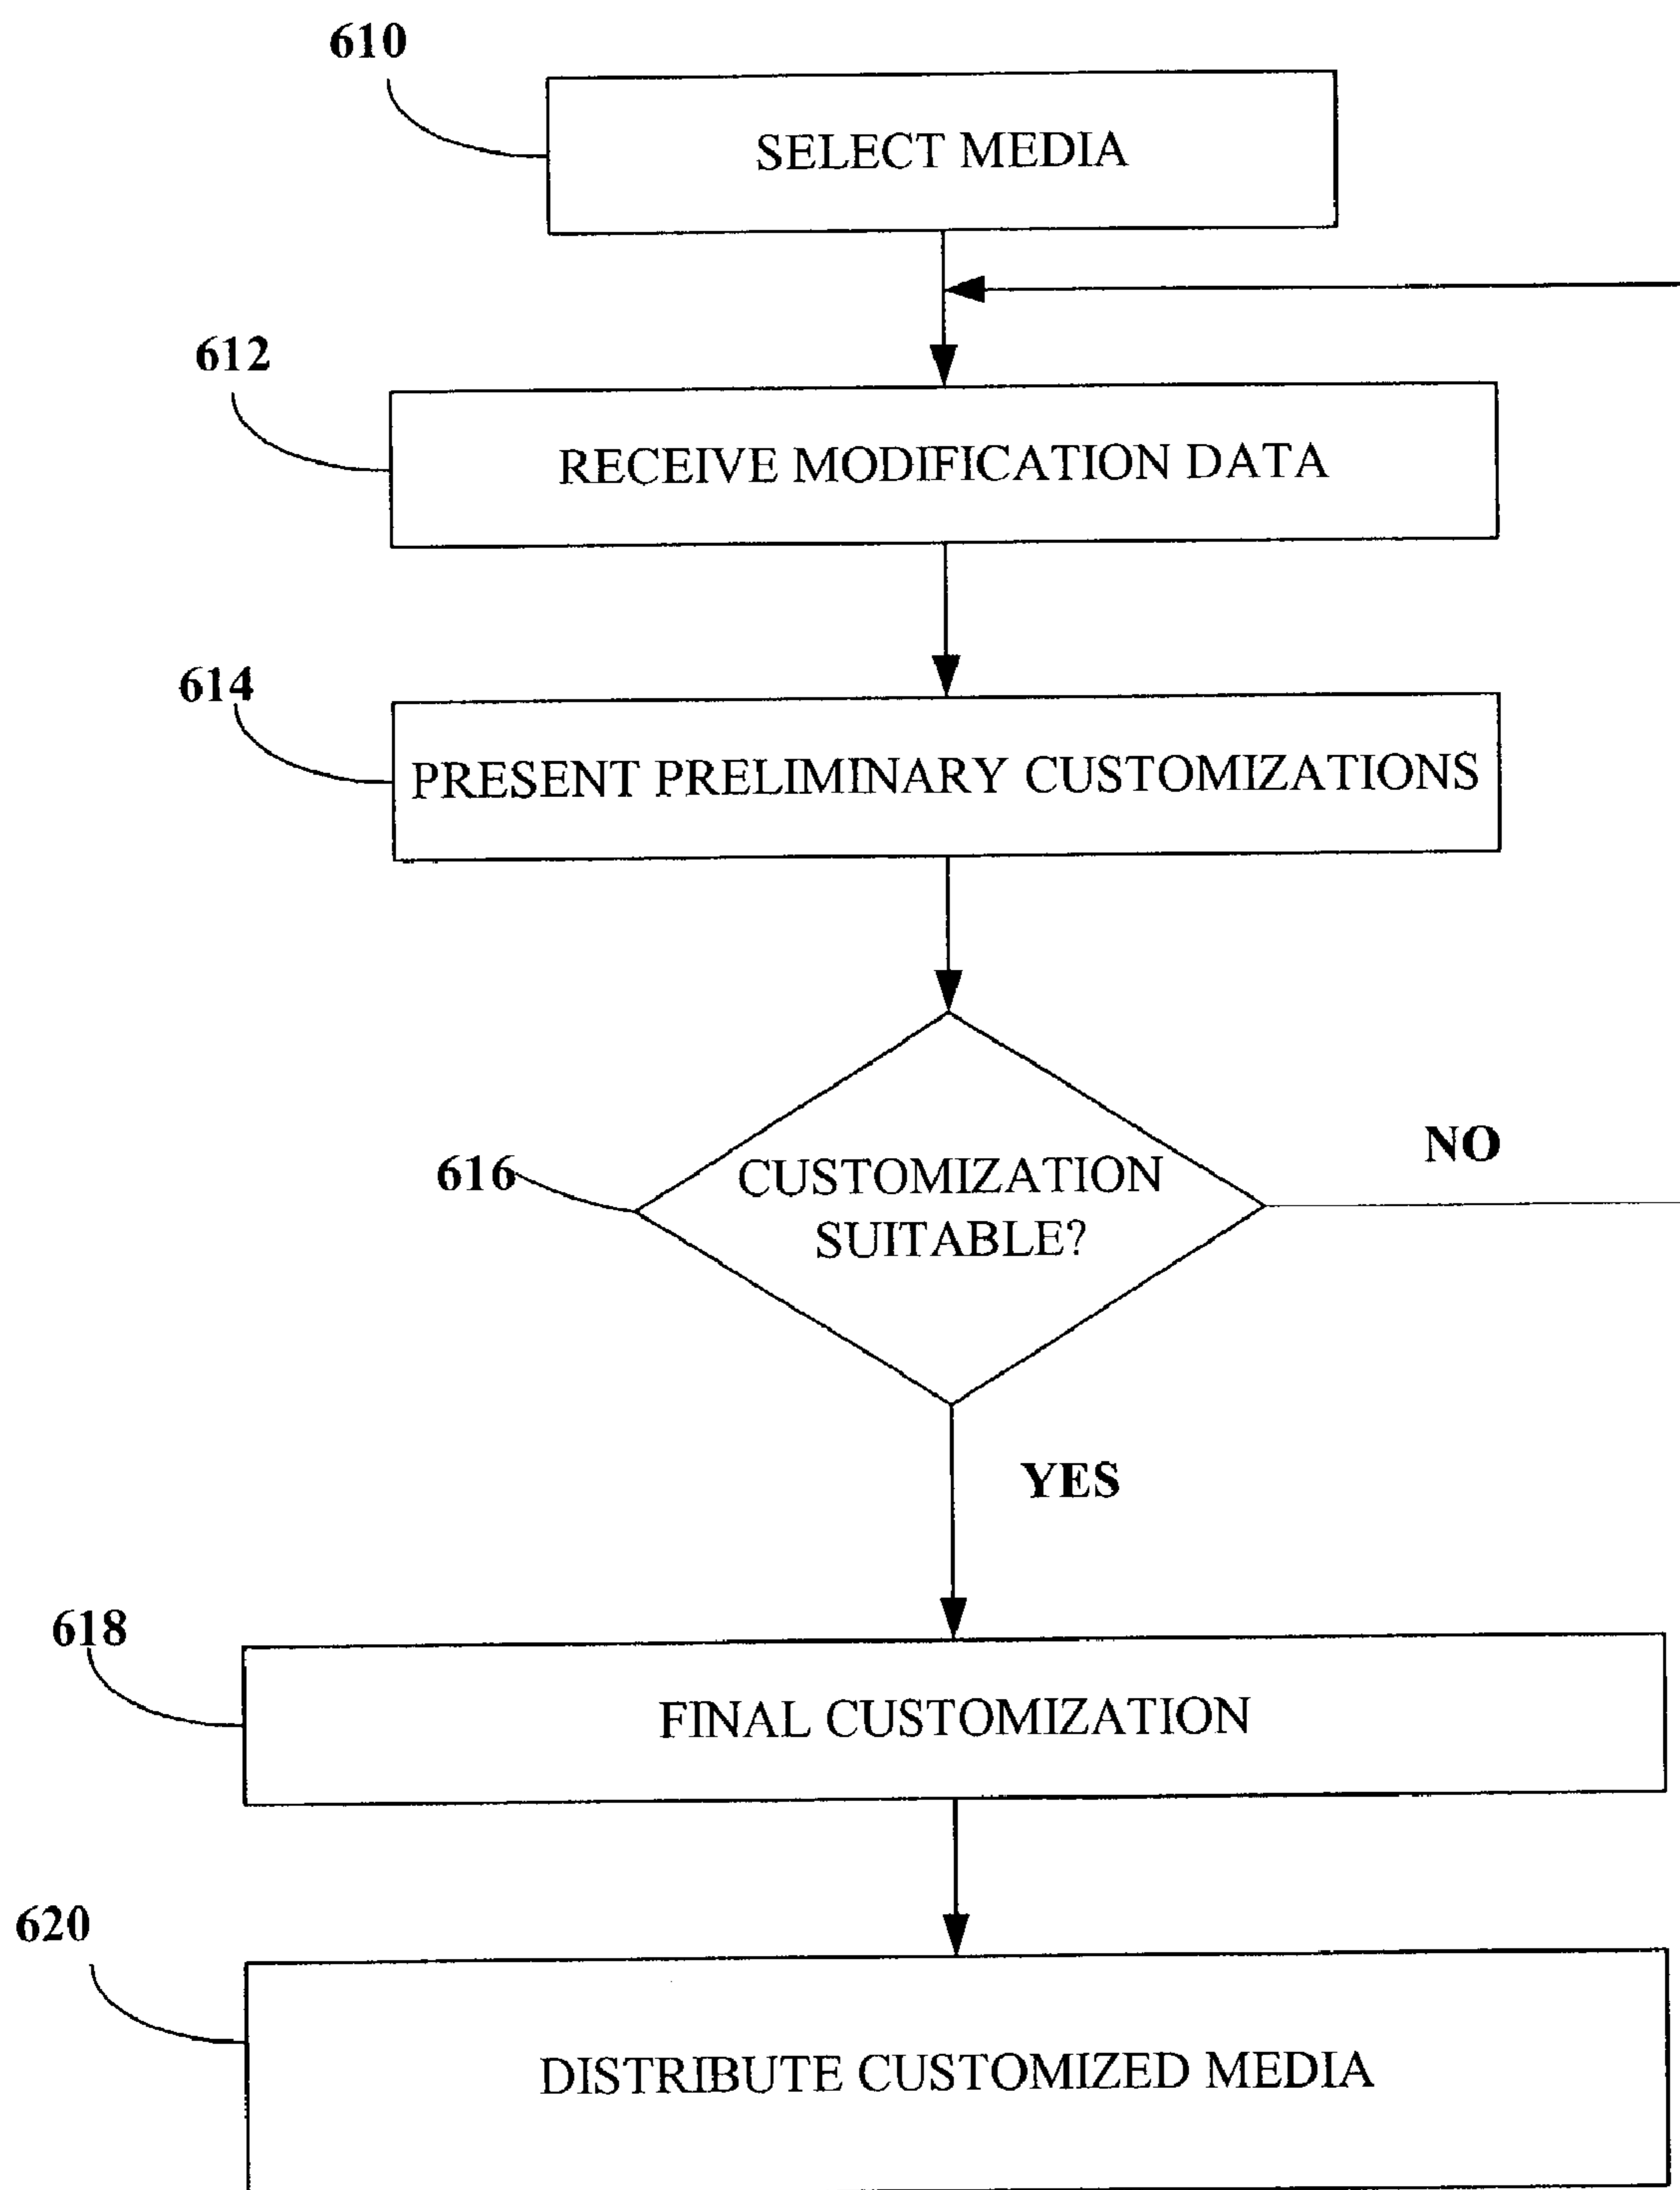 610
SELECT MEDIA
612
RECEIVE MODIFICATION DATA
614
PRESENT PRELIMINARY CUSTOMIZATIONS
616
CUSTOMIZATION
SUITABLE?
NO
YES
618
FINAL CUSTOMIZATION
620
DISTRIBUTE CUSTOMIZED MEDIA